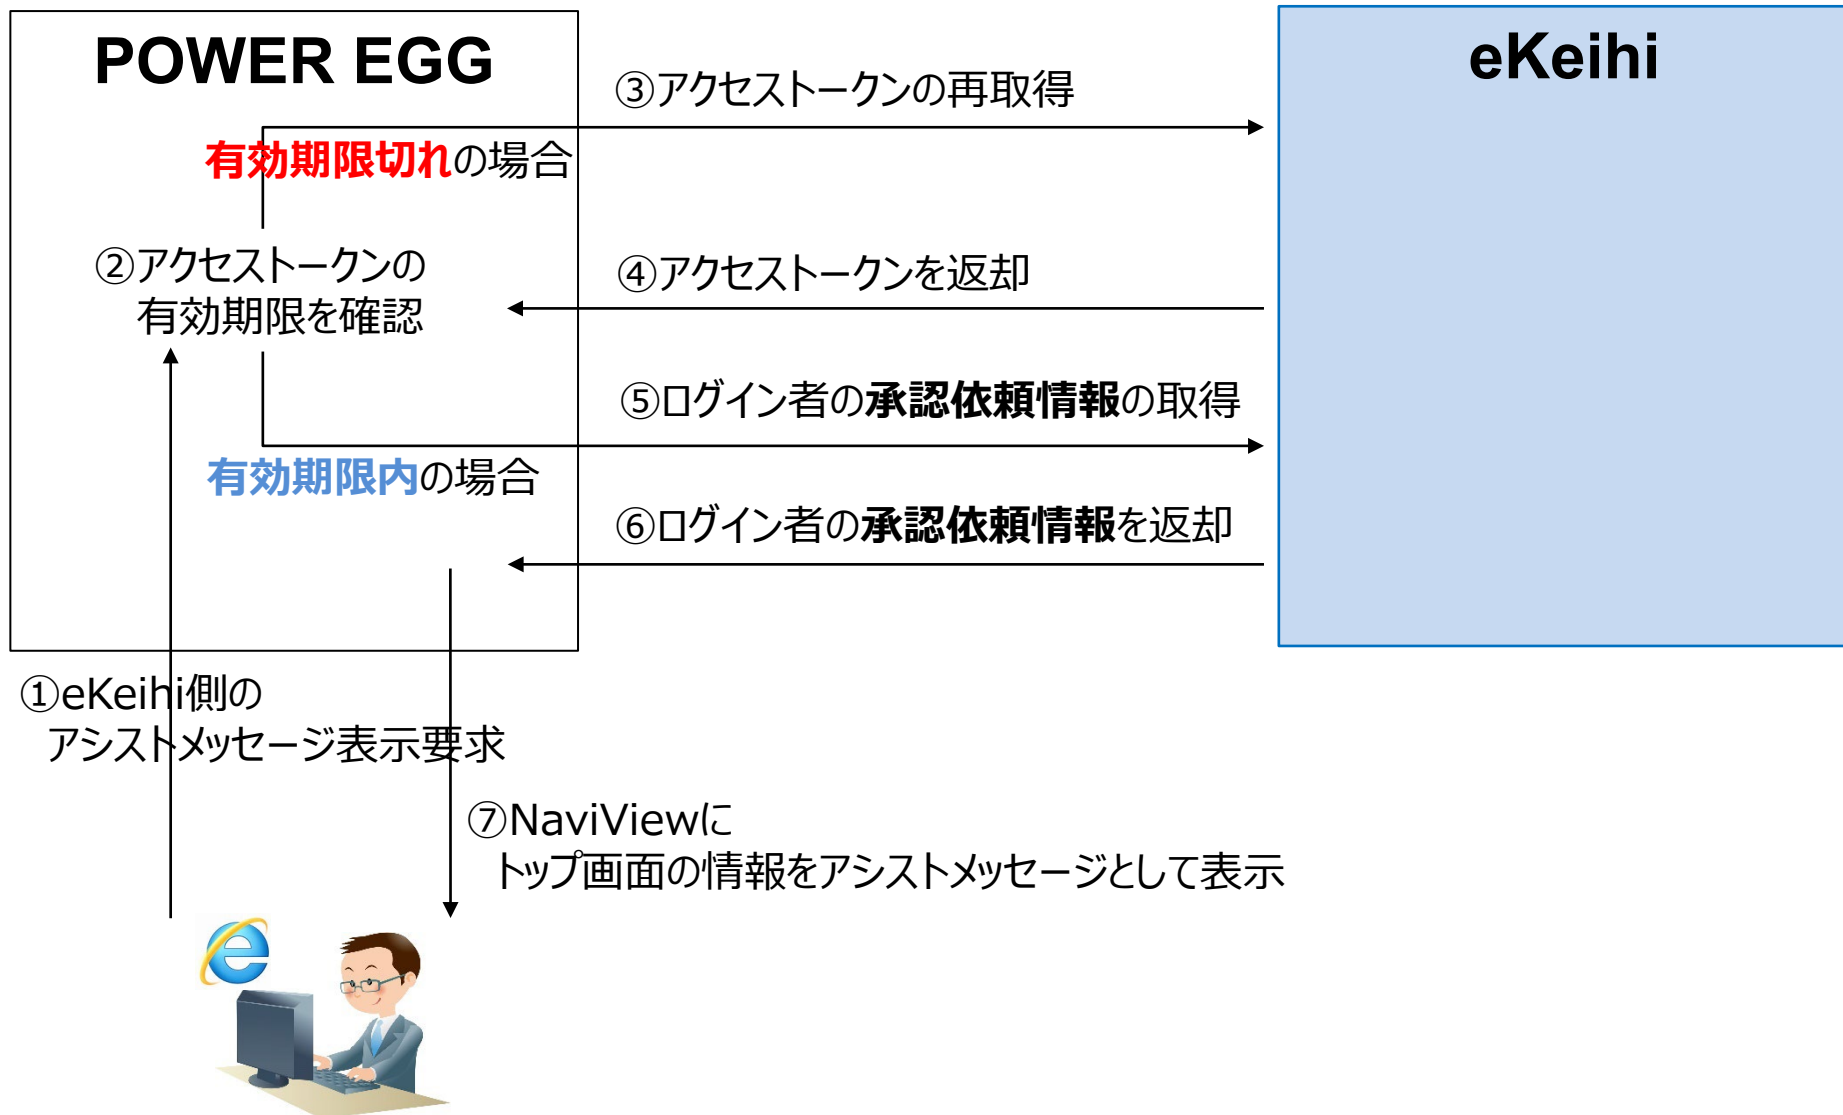 POWER EGG
eKeihi
③アクセストークンの再取得
有効期限切れの場合
②アクセストークンの
有効期限を確認
④アクセストークンを返却
⑤ログイン者の承認依頼情報の取得
有効期限内の場合
⑥ログイン者の承認依頼情報を返却
①eKeihi側の
アシストメッセージ表示要求
⑦NaviViewに
トップ画面の情報をアシストメッセージとして表示